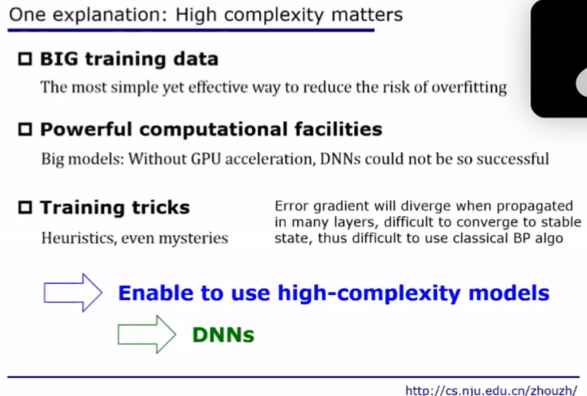 One explanation: High complexity matters
BIG training data
The most simple yet effective way to reduce the risk of overfitting
Powerful computational facilities
Big models: Without GPU acceleration, DNNs could not be so successful
Training tricks
Heuristics, even mysteries
Error gradient will diverge when propagated
in many layers, difficult to converge to stable
state, thus difficult to use classical BP algo
Enable to use high-complexity models
DNNs
http://cs.nju.edu.cn/zhouzh/